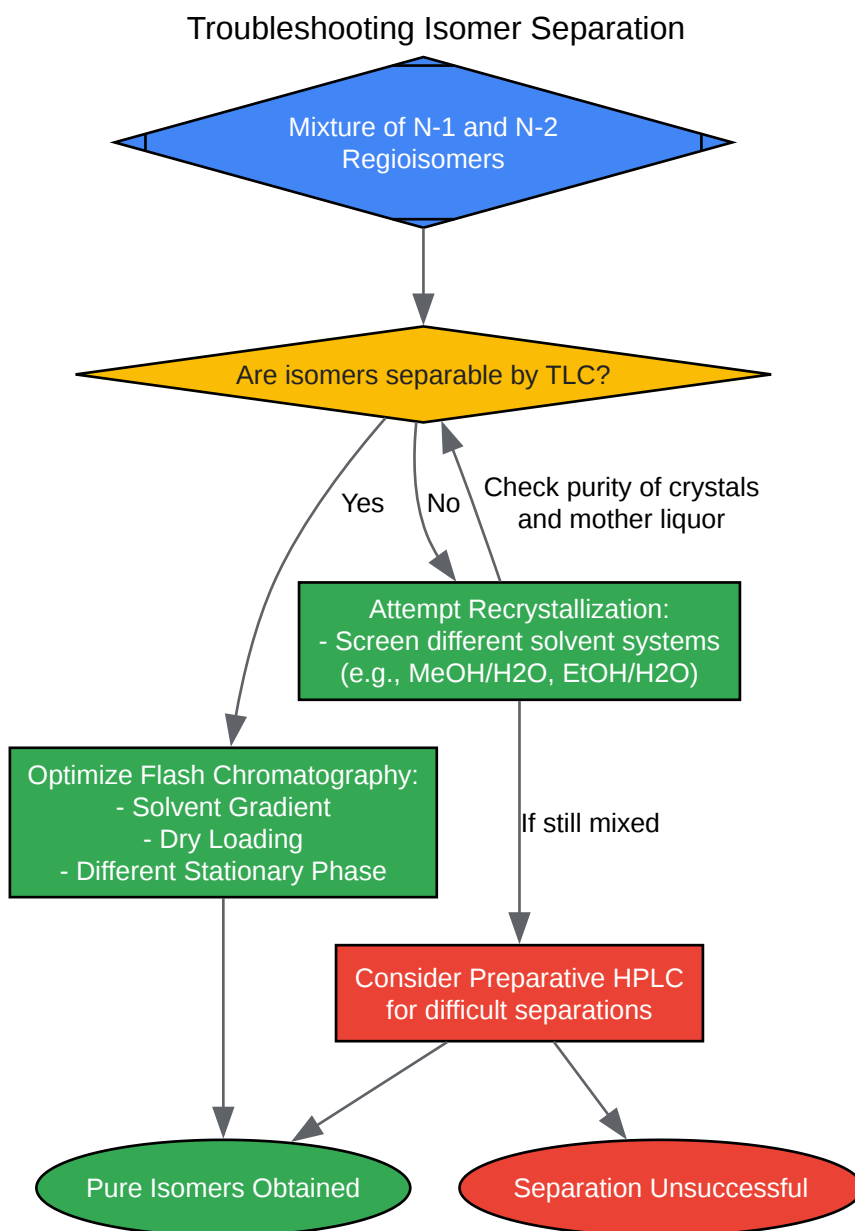 Troubleshooting Isomer Separation
Mixture of N-1 and N-2
Regioisomers
Are isomers separable by TLC?
Yes
No
Check purity of crystals
and mother liquor
Attempt Recrystallization:
- Screen different solvent systems
(e.g., MeOH/H2O, EtOH/H2O)
Optimize Flash Chromatography:
- Solvent Gradient
- Dry Loading
- Different Stationary Phase
If still mixed
Consider Preparative HPLC
for difficult separations
Pure Isomers Obtained
Separation Unsuccessful